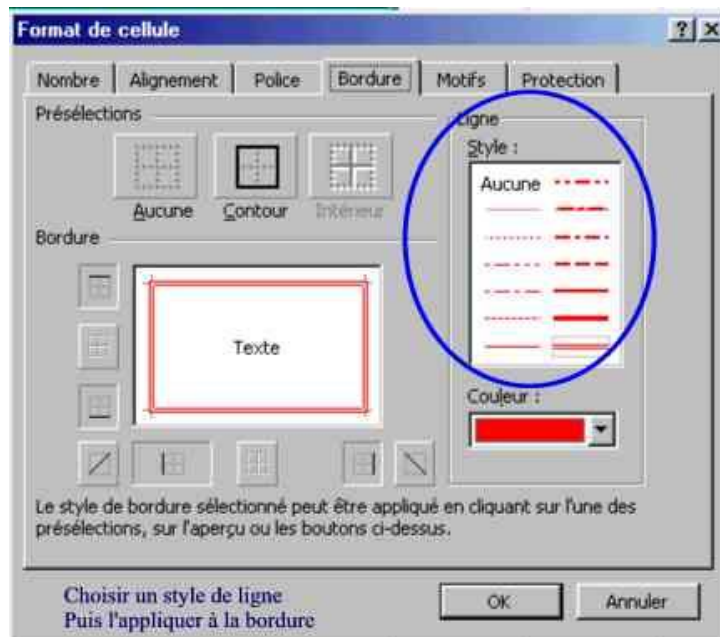 Format de cellule
Nombre Alignement Police Bordure Motifs Protection
Présélections
Aucune Contour Intérieur
Bordure
Texte
Ligne
Style :
Aucune
Couleur :
Le style de bordure sélectionné peut être appliqué en cliquant sur l'une des
présélections, sur l'aperçu ou les boutons ci-dessus.
Choisir un style de ligne
Puis l'appliquer à la bordure
OK Annuler